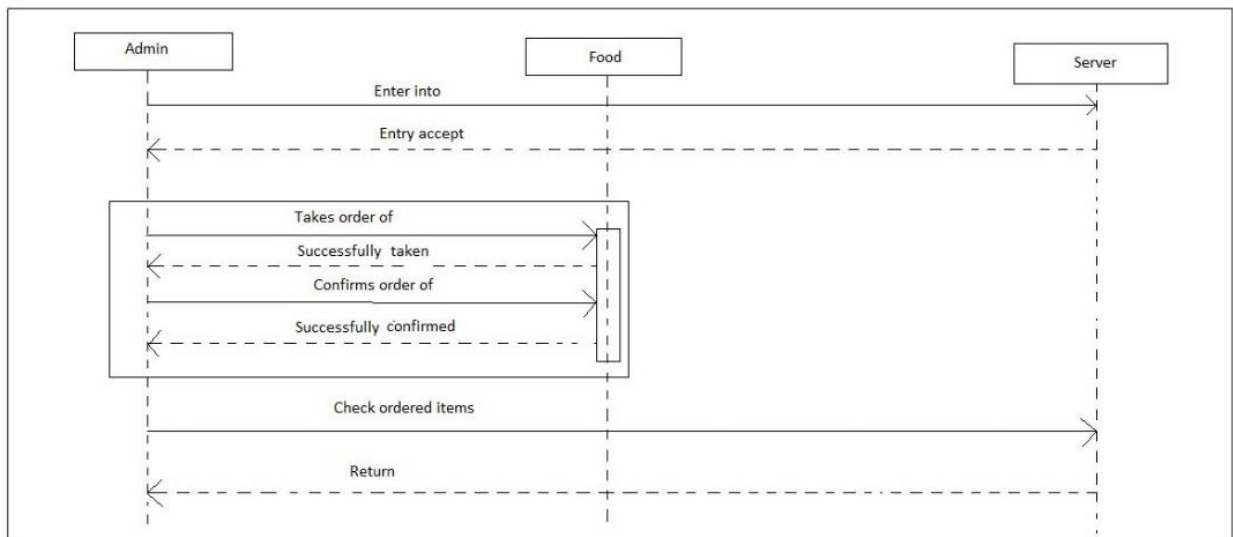 Admin
Food
Server
Enter into
Entry accept
Takes order of
Successfully taken
Confirms order of
Successfully confirmed
Check ordered items
Return